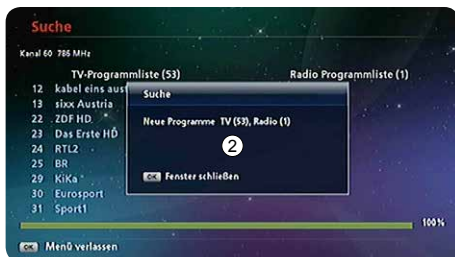 Suche
Kanal 60 786 MHz
TV-Programmliste (53) Radio Programmliste (1)
12 kabel eins aust
13 sixx Austria
22 ZDF HD
23 Das Erste HD
24 RTL2
25 BR
29 KiKa
30 Eurosport
31 Sport1
Suche
Neue Programme TV (53), Radio (1)
2
OK Fenster schließen
100%
OK Menü verlassen